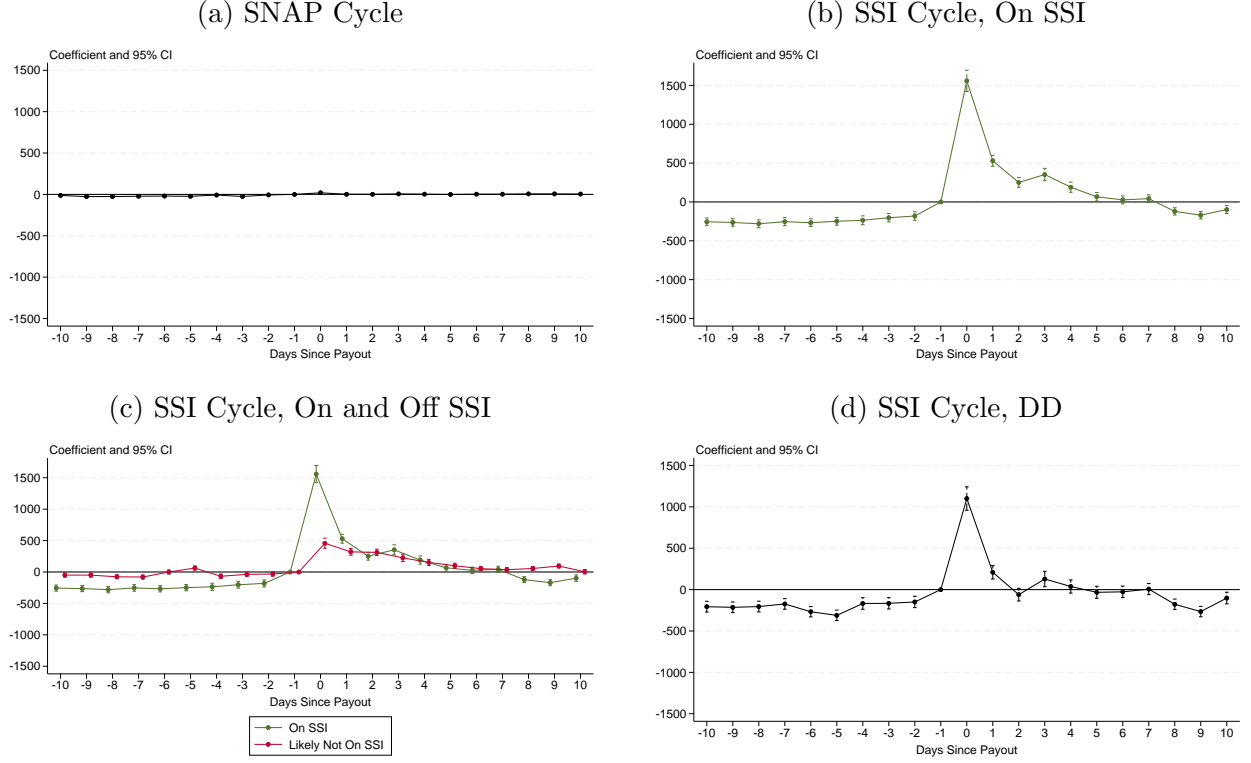 (a) SNAP Cycle
Coefficient and 95% CI
1500
1000
500
0
-500
-1000
-1500
-10 -9 -8 -7 -6 -5 -4 -3 -2 -1 0 1 2 3 4 5 6 7 8 9 10
Days Since Payout
(b) SSI Cycle, On SSI
Coefficient and 95% CI
1500
1000
500
0
-500
-1000
-1500
-10 -9 -8 -7 -6 -5 -4 -3 -2 -1 0 1 2 3 4 5 6 7 8 9 10
Days Since Payout
(c) SSI Cycle, On and Off SSI
Coefficient and 95% CI
1500
1000
500
0
-500
-1000
-1500
-10 -9 -8 -7 -6 -5 -4 -3 -2 -1 0 1 2 3 4 5 6 7 8 9 10
Days Since Payout
On SSI
Likely Not On SSI
(d) SSI Cycle, DD
Coefficient and 95% CI
1500
1000
500
0
-500
-1000
-1500
-10 -9 -8 -7 -6 -5 -4 -3 -2 -1 0 1 2 3 4 5 6 7 8 9 10
Days Since Payout